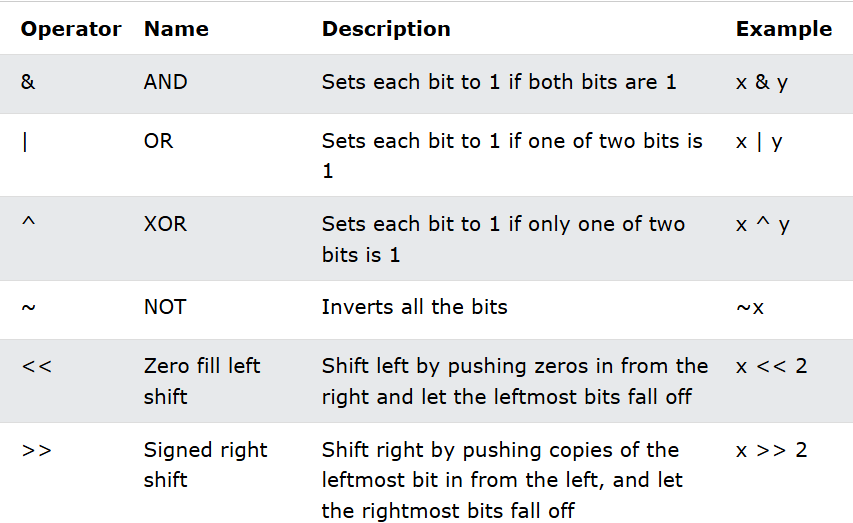 Operator Name Description Example
& AND Sets each bit to 1 if both bits are 1 x & y
| OR Sets each bit to 1 if one of two bits is x | y
1
^ XOR Sets each bit to 1 if only one of two x ^ y
bits is 1
~ NOT Inverts all the bits ~x
<< Zero fill left Shift left by pushing zeros in from the x << 2
shift right and let the leftmost bits fall off
>> Signed right Shift right by pushing copies of the x >> 2
shift leftmost bit in from the left, and let
the rightmost bits fall off